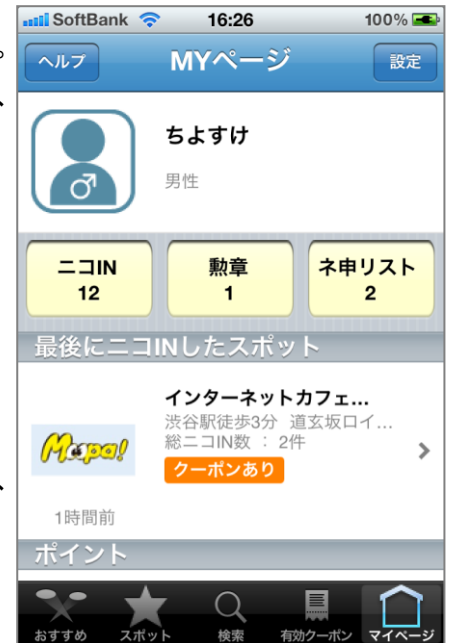 SoftBank 16:26 100%
ヘルプ MYページ 設定
ちよすけ
男性
ニコIN 勲章 ネ申リスト
12 1 2
最後にニコINしたスポット
インターネットカフェ...
渋谷駅徒歩3分 道玄坂ロイ...
総ニコIN数 : 2件
クーポンあり
1時間前
ポイント
おすすめ スポット 検索 有効クーポン マイページ